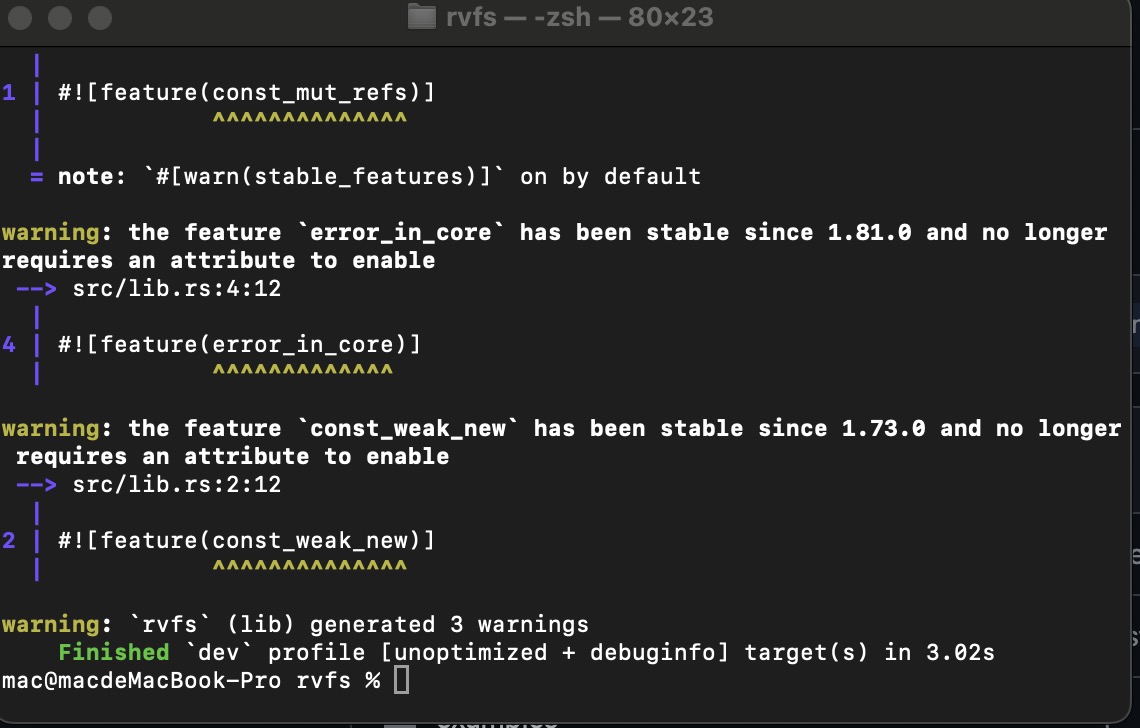 rvfs — -zsh — 80×23
|
1 | #![feature(const_mut_refs)]
| ^^^^^^^^^^^^^^
|
= note: `#[warn(stable_features)]` on by default
warning: the feature `error_in_core` has been stable since 1.81.0 and no longer
requires an attribute to enable
--> src/lib.rs:4:12
|
4 | #![feature(error_in_core)]
| ^^^^^^^^^^^^^
warning: the feature `const_weak_new` has been stable since 1.73.0 and no longer
requires an attribute to enable
--> src/lib.rs:2:12
|
2 | #![feature(const_weak_new)]
| ^^^^^^^^^^^^^^
warning: `rvfs` (lib) generated 3 warnings
Finished `dev` profile [unoptimized + debuginfo] target(s) in 3.02s
mac@macdeMacBook-Pro rvfs %